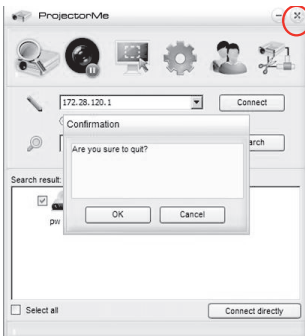 ProjectorMe
172.28.120.1
Connect
Confirmation
Are you sure to quit?
arch
Search result:
OK
Cancel
pw
Select all
Connect directly